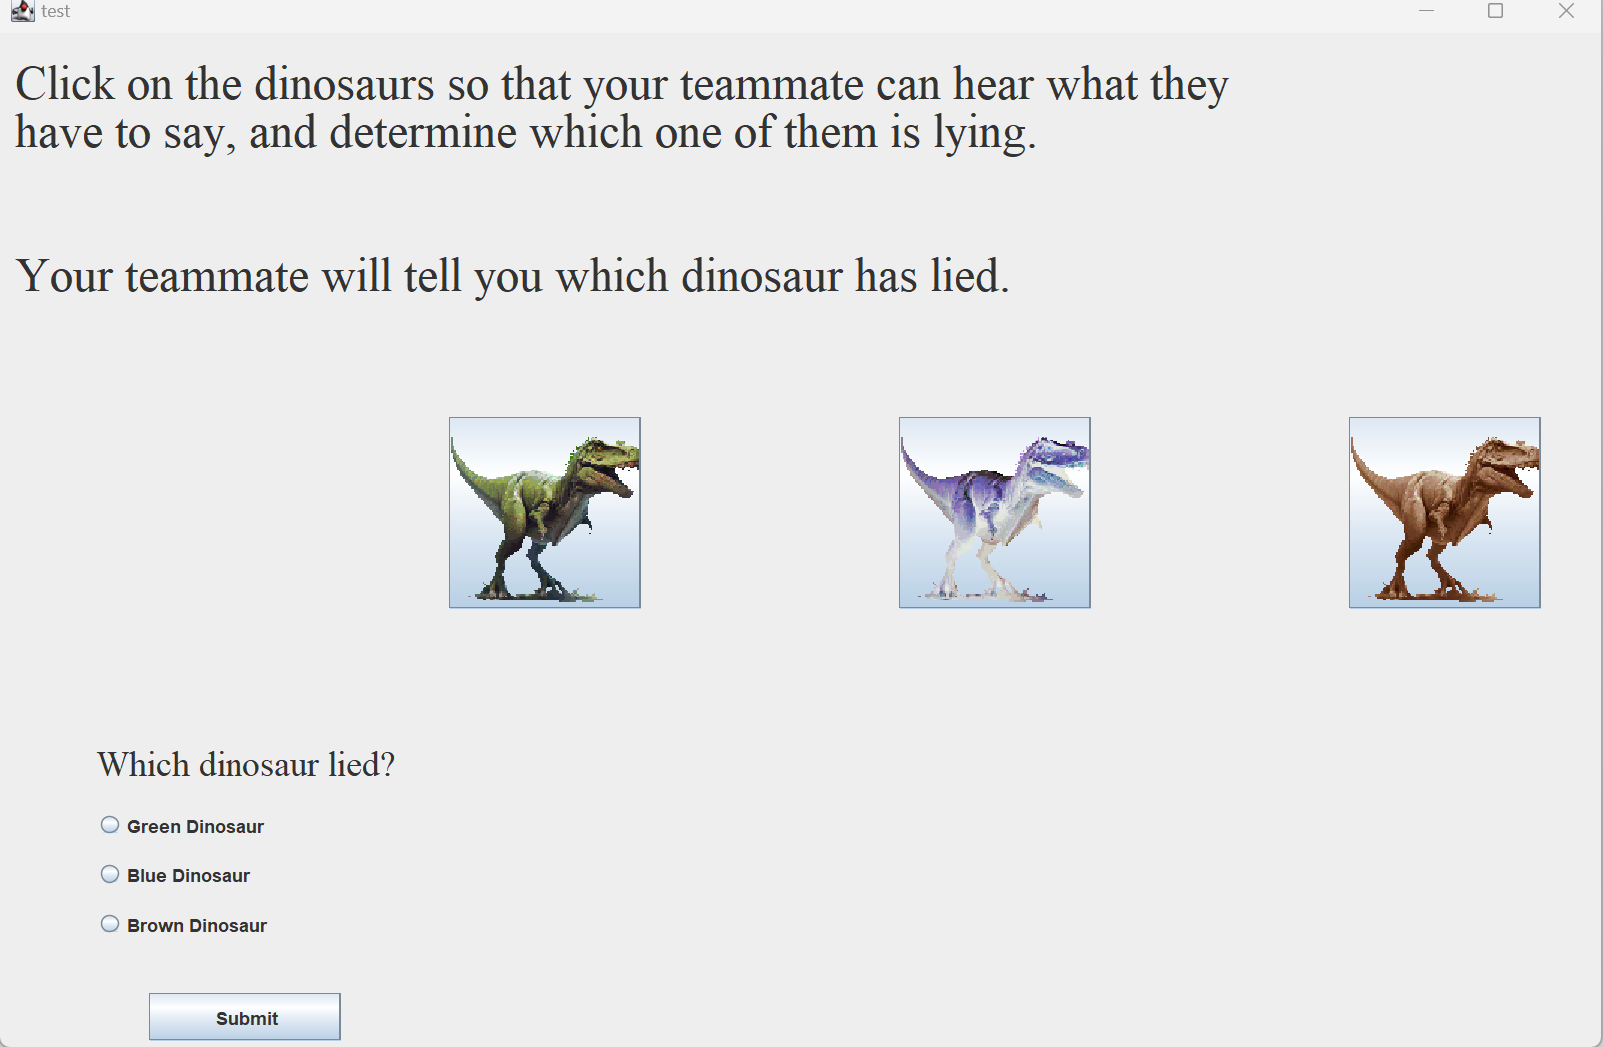 test
Click on the dinosaurs so that your teammate can hear what they
have to say, and determine which one of them is lying.
Your teammate will tell you which dinosaur has lied.
Which dinosaur lied?
Green Dinosaur
Blue Dinosaur
Brown Dinosaur
Submit